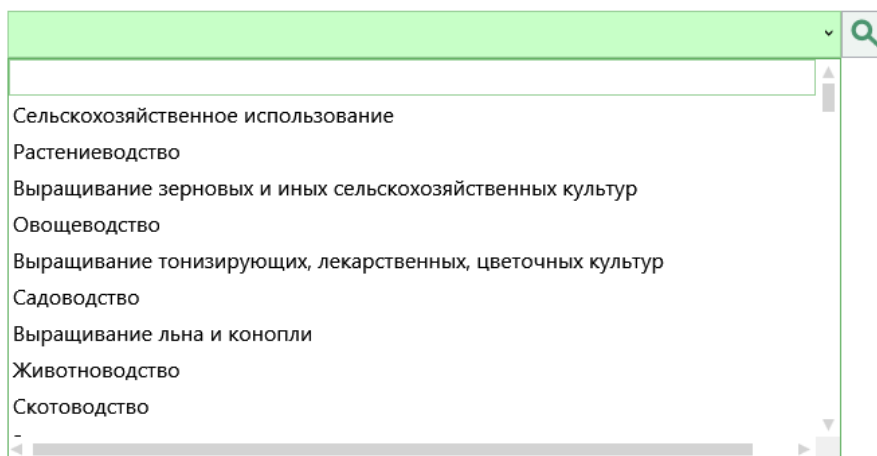 Сельскохозяйственное использование
Растениеводство
Выращивание зерновых и иных сельскохозяйственных культур
Овощеводство
Выращивание тонизирующих, лекарственных, цветочных культур
Садоводство
Выращивание льна и конопли
Животноводство
Скотоводство